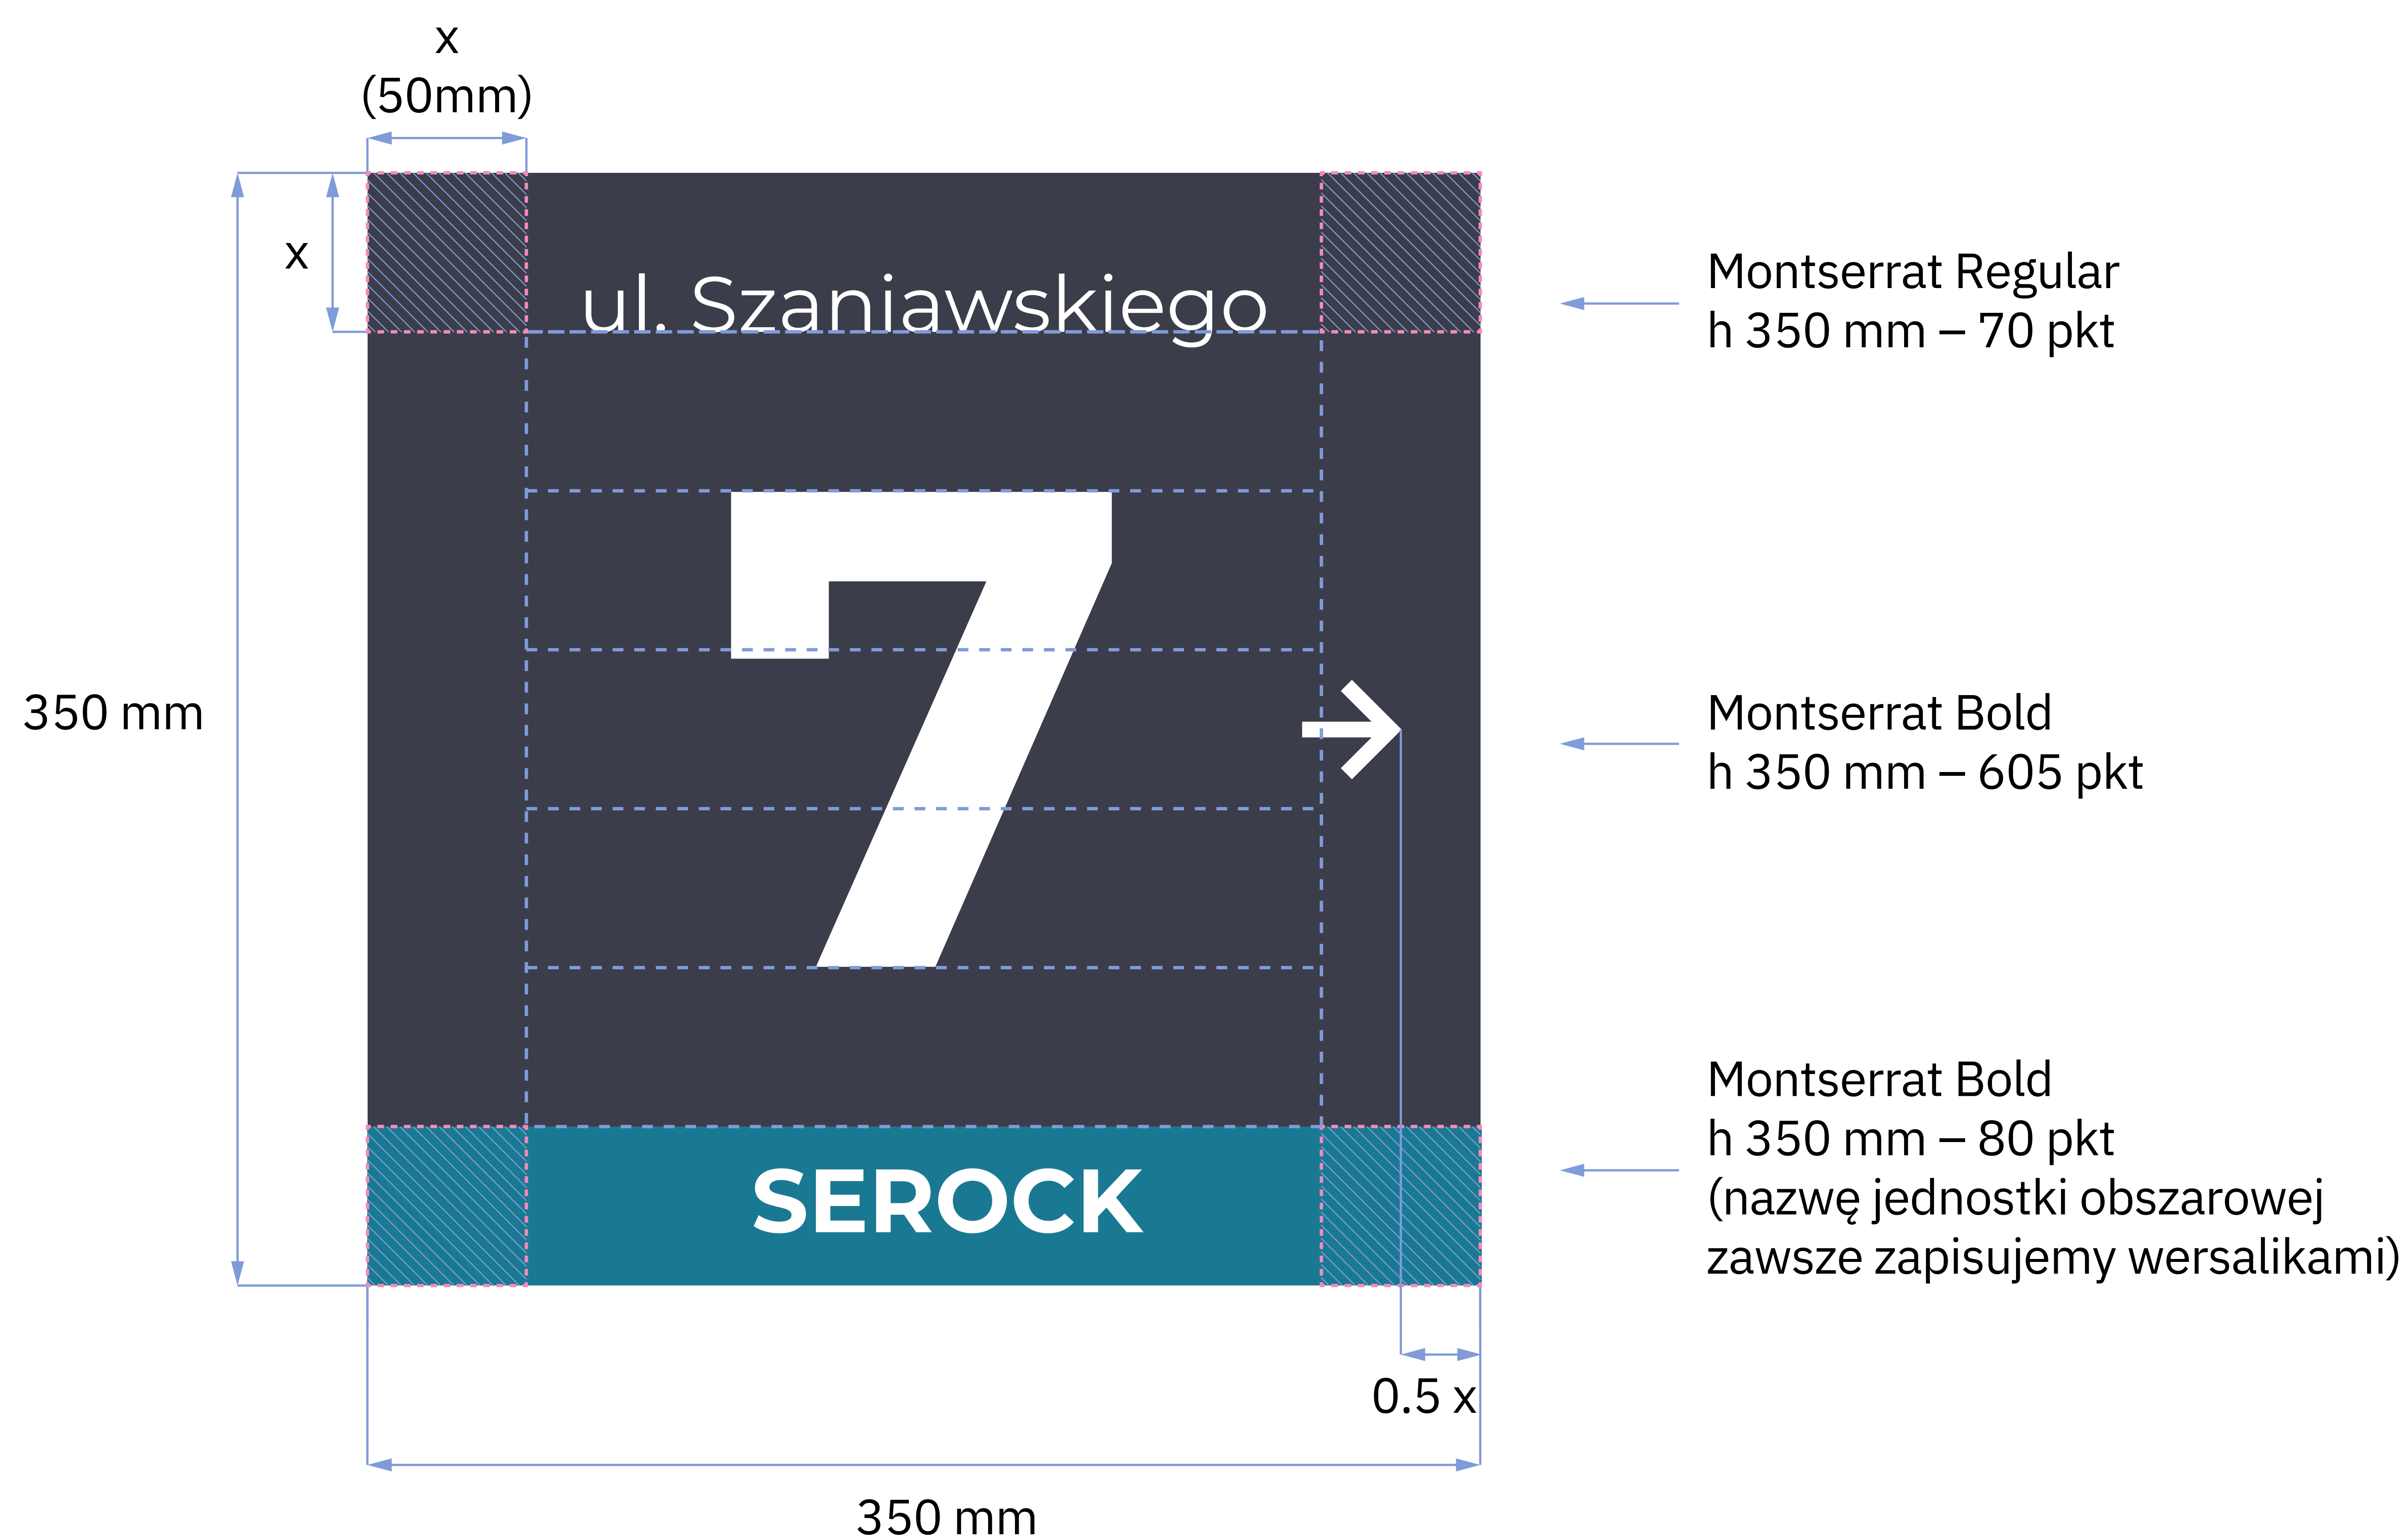 x
(50mm)
x
ul. Szaniawskiego
Montserrat Regular
h 350 mm – 70 pkt
7
350 mm
Montserrat Bold
h 350 mm – 605 pkt
SEROCK
Montserrat Bold
h 350 mm – 80 pkt
(nazwę jednostki obszarowej
zawsze zapisujemy wersalikami)
0.5 x
350 mm